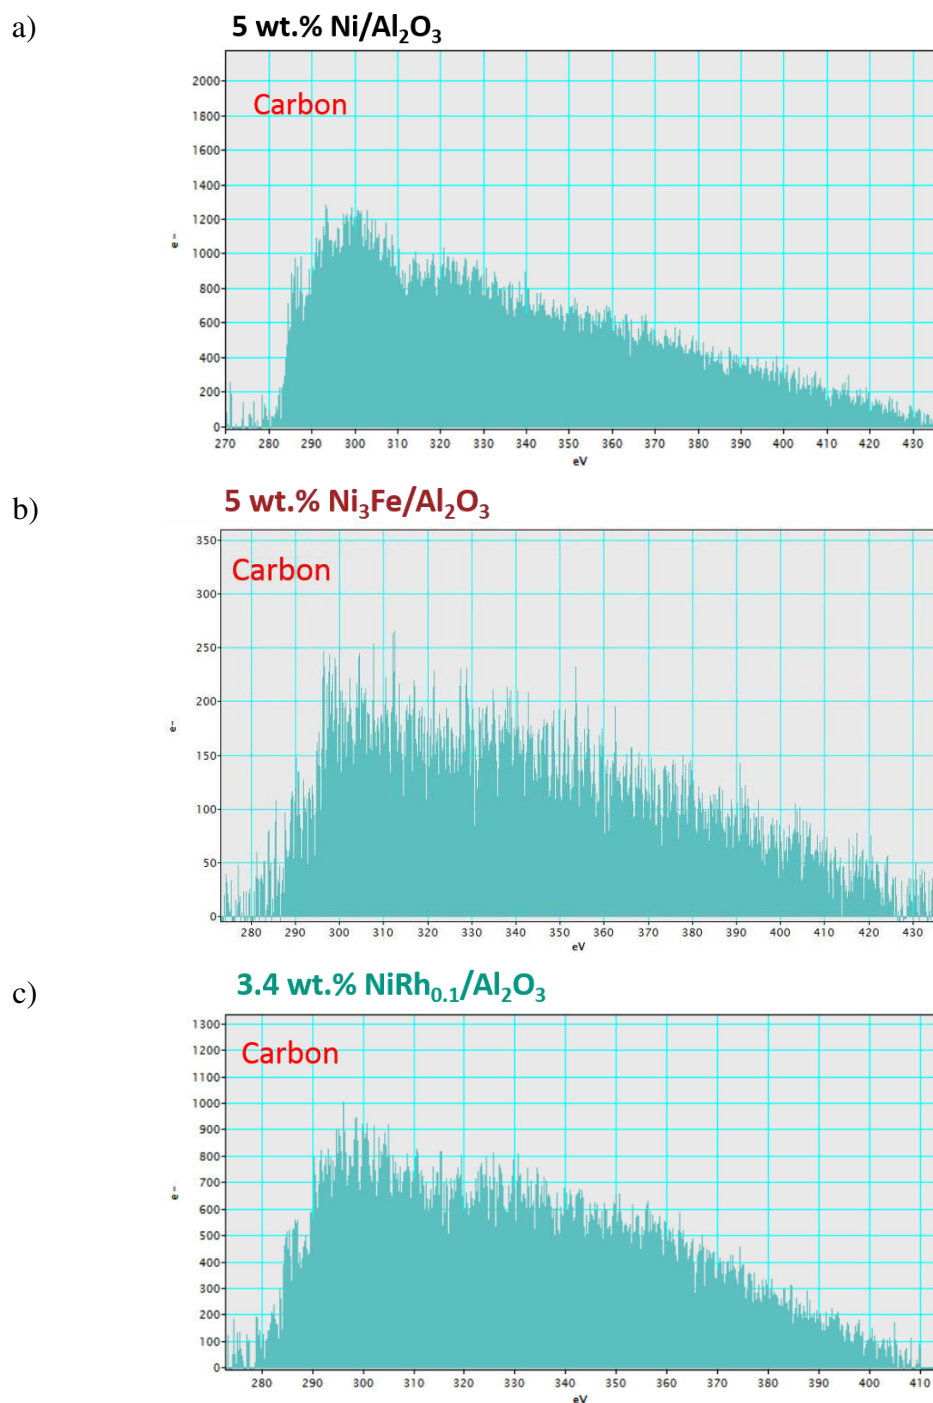 a)
5 wt.% Ni/Al₂O₃
Carbon
2000
1800
1600
1400
1200
1000
800
600
400
200
0
e-
270 280 290 300 310 320 330 340 350 360 370 380 390 400 410 420 430
eV
b)
5 wt.% Ni₃Fe/Al₂O₃
Carbon
350
300
250
200
150
100
50
0
e-
280 290 300 310 320 330 340 350 360 370 380 390 400 410 420 430
eV
c)
3.4 wt.% NiRh₀.₁/Al₂O₃
Carbon
1300
1200
1100
1000
900
800
700
600
500
400
300
200
100
0
e-
280 290 300 310 320 330 340 350 360 370 380 390 400 410
eV